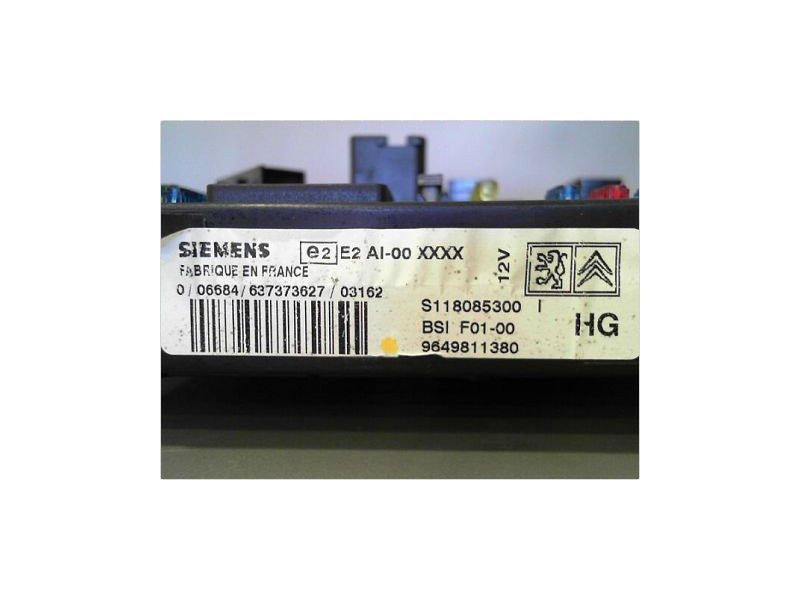 SIEMENS e2 E2 AI-00 XXXX
FABRIQUE EN FRANCE
0 / 06684 / 637373627 / 03162
12V
S118085300 I
BSI F01-00
9649811380
HG